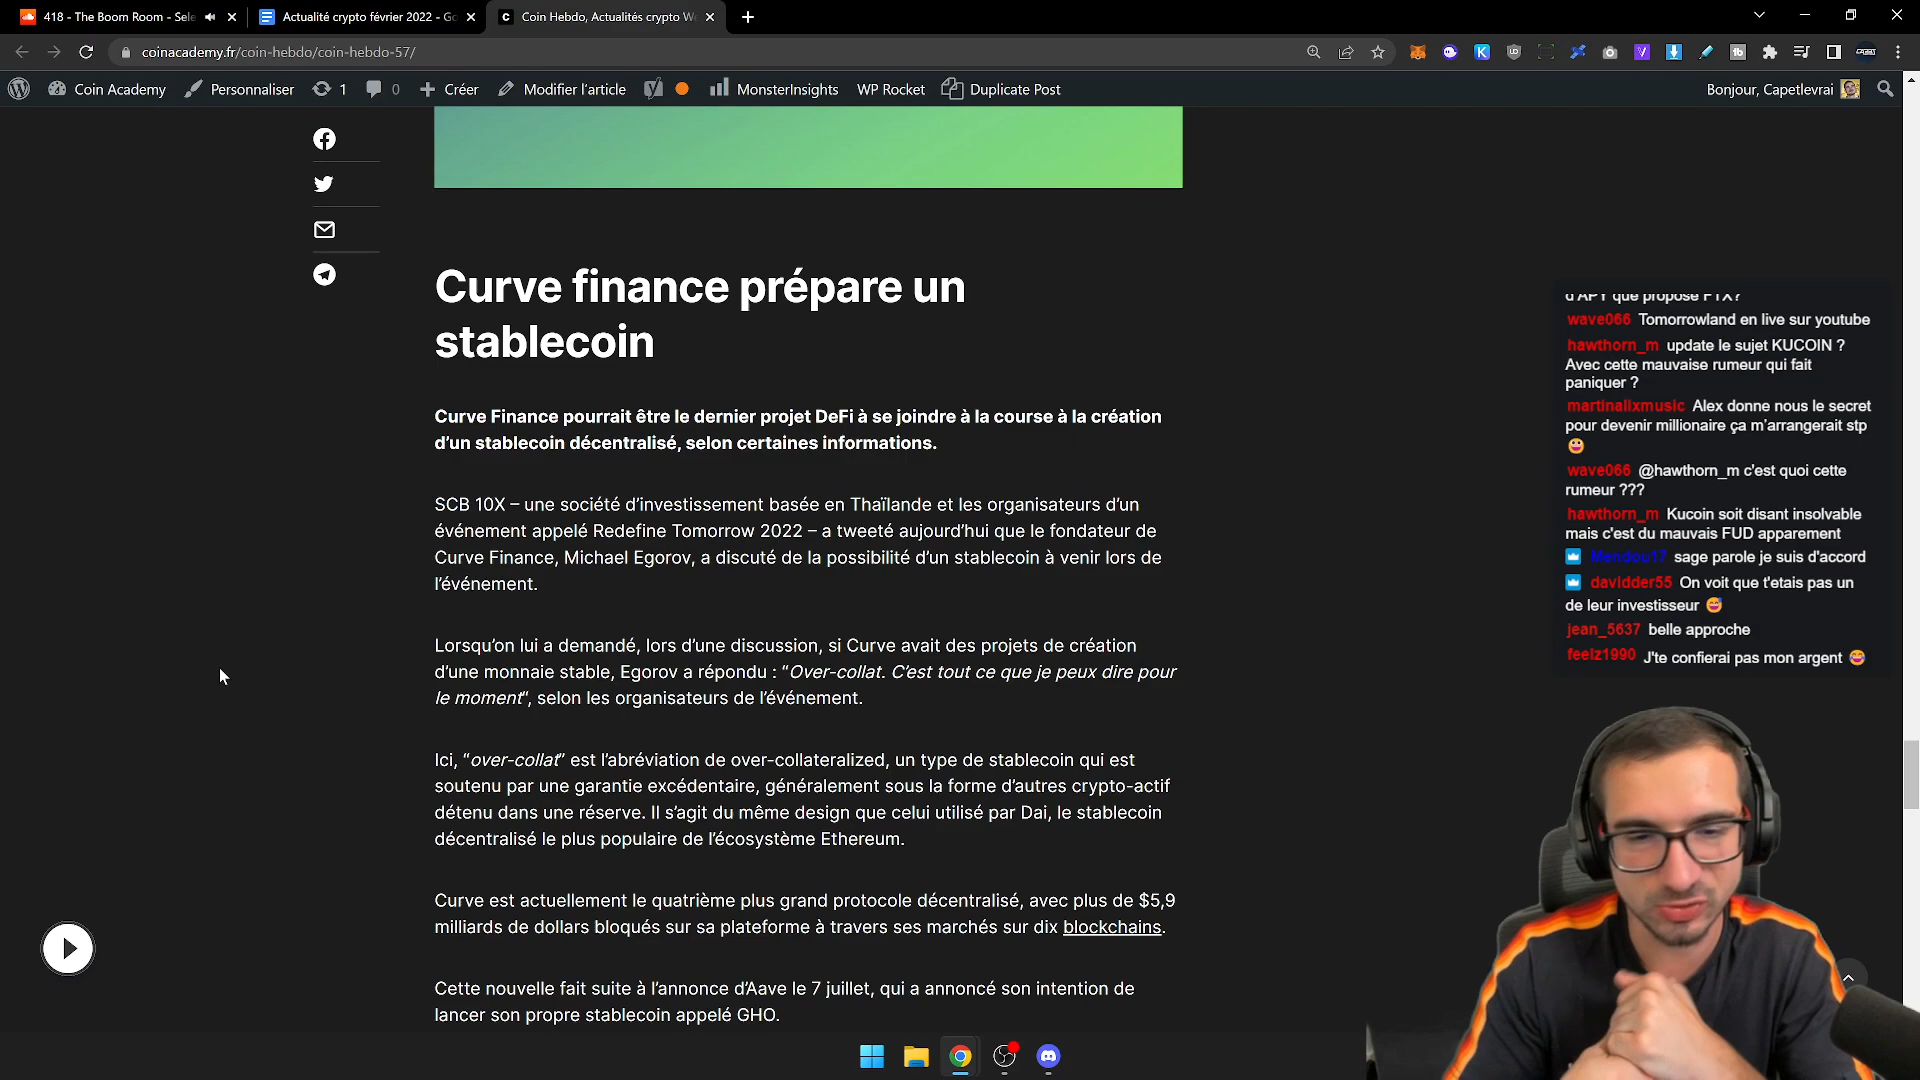 418 - The Boom Room - Sele
Actualité crypto février 2022 - Go
Coin Hebdo, Actualités crypto We
coinacademy.fr/coin-hebdo/coin-hebdo-57/
Coin Academy
Personnaliser
1
0
Créer
Modifier l'article
MonsterInsights
WP Rocket
Duplicate Post
Bonjour, Capetlevrai
Curve finance prépare un
stablecoin
Curve Finance pourrait être le dernier projet DeFi à se joindre à la course à la création
d'un stablecoin décentralisé, selon certaines informations.
SCB 10X – une société d'investissement basée en Thaïlande et les organisateurs d'un
événement appelé Redefine Tomorrow 2022 – a tweeté aujourd'hui que le fondateur de
Curve Finance, Michael Egorov, a discuté de la possibilité d'un stablecoin à venir lors de
l'événement.
Lorsqu'on lui a demandé, lors d'une discussion, si Curve avait des projets de création
d'une monnaie stable, Egorov a répondu : "Over-collat. C'est tout ce que je peux dire pour
le moment", selon les organisateurs de l'événement.
Ici, "over-collat" est l'abréviation de over-collateralized, un type de stablecoin qui est
soutenu par une garantie excédentaire, généralement sous la forme d'autres crypto-actif
détenu dans une réserve. Il s'agit du même design que celui utilisé par Dai, le stablecoin
décentralisé le plus populaire de l'écosystème Ethereum.
Curve est actuellement le quatrième plus grand protocole décentralisé, avec plus de $5,9
milliards de dollars bloqués sur sa plateforme à travers ses marchés sur dix blockchains.
Cette nouvelle fait suite à l'annonce d'Aave le 7 juillet, qui a annoncé son intention de
lancer son propre stablecoin appelé GHO.
d'APY que propose FTX?
wave066 Tomorrowland en live sur youtube
hawthorn_m update le sujet KUCOIN ?
Avec cette mauvaise rumeur qui fait
paniquer ?
martinalixmusic Alex donne nous le secret
pour devenir millionaire ça m'arrangerait stp
😀
wave066 @hawthorn_m c'est quoi cette
rumeur ???
hawthorn_m Kucoin soit disant insolvable
mais c'est du mauvais FUD apparement
Mendou17 sage parole je suis d'accord
davidder55 On voit que t'etais pas un
de leur investisseur 😅
jean_5637 belle approche
feelz1990 J'te confierai pas mon argent 😂